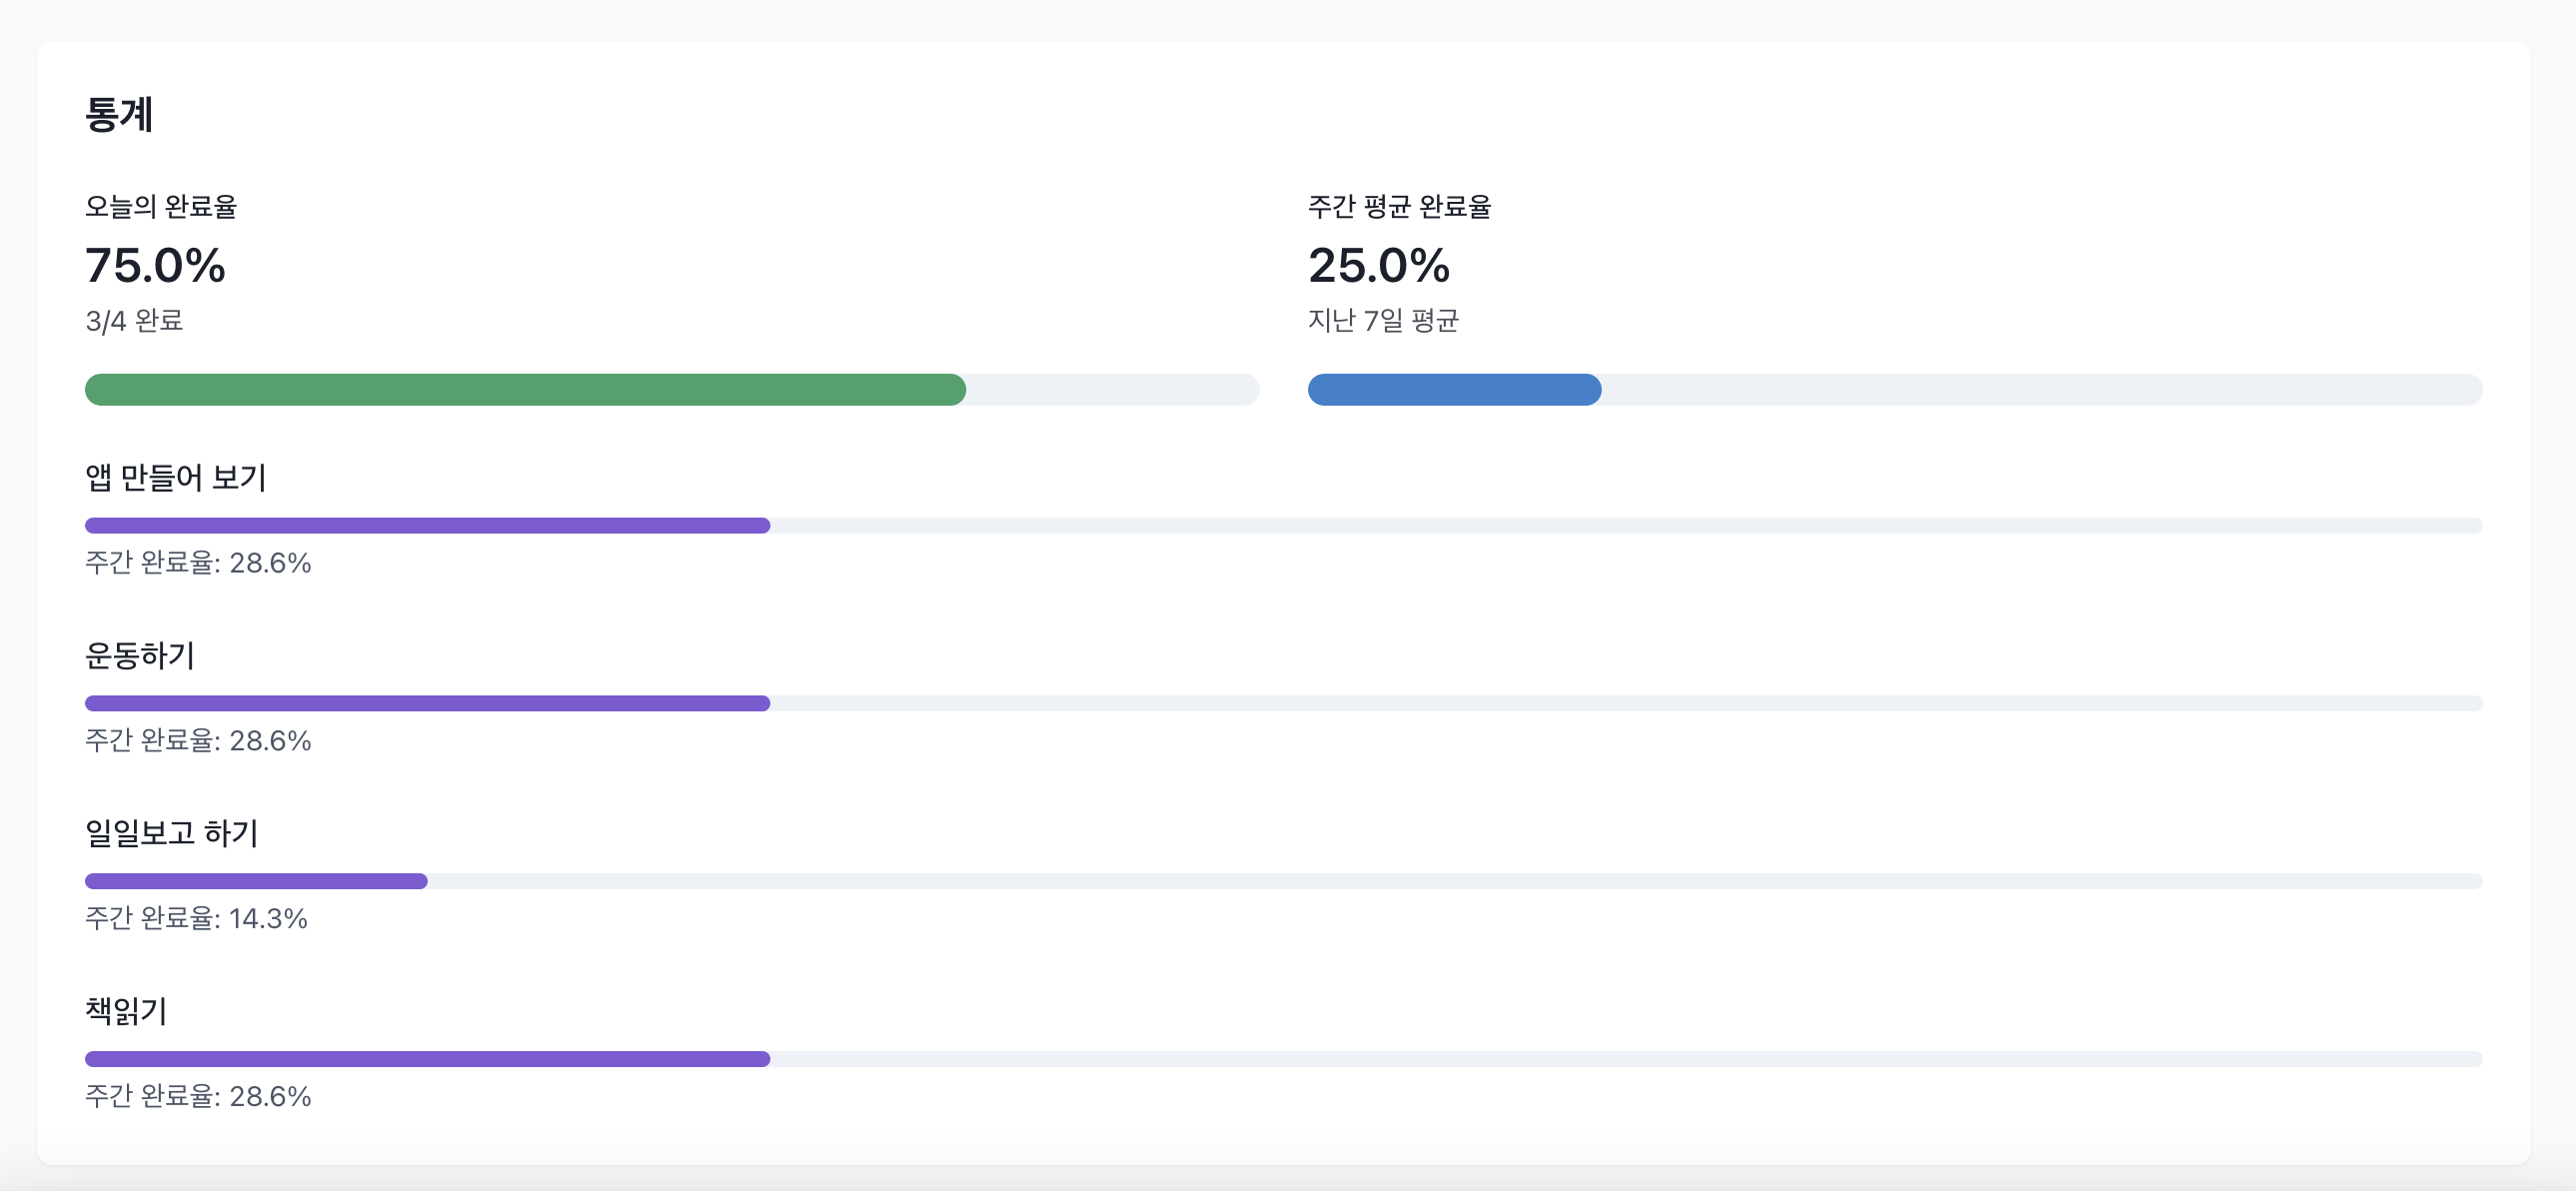 통계
오늘의 완료율
75.0%
3/4 완료
주간 평균 완료율
25.0%
지난 7일 평균
앱 만들어 보기
주간 완료율: 28.6%
운동하기
주간 완료율: 28.6%
일일보고 하기
주간 완료율: 14.3%
책읽기
주간 완료율: 28.6%